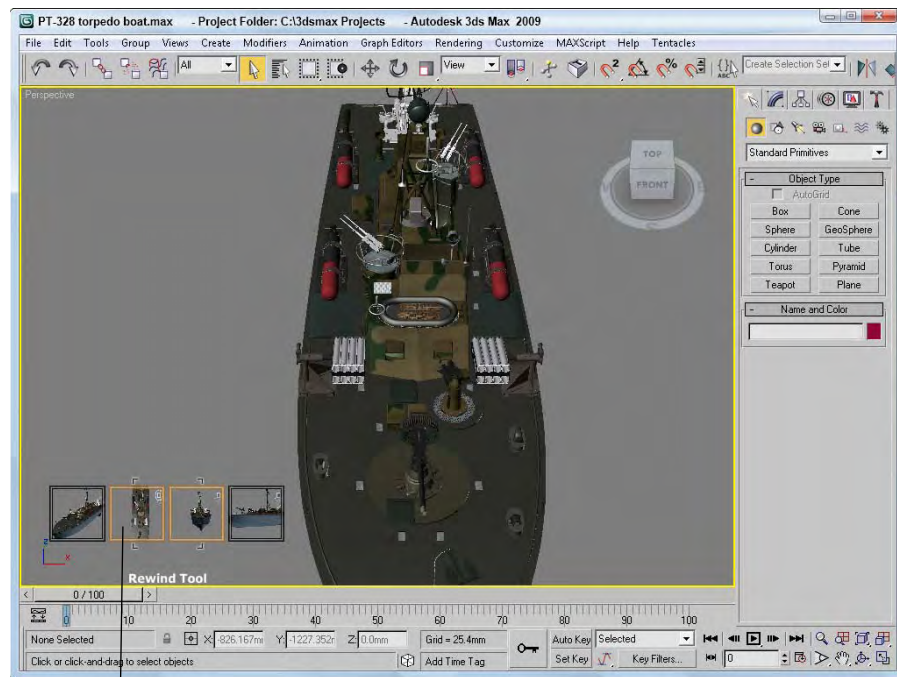 PT-328 torpedo boat.max - Project Folder: C:\3dsmax Projects - Autodesk 3ds Max 2009
File Edit Tools Group Views Create Modifiers Animation Graph Editors Rendering Customize MAXScript Help Tentacles
All View Create Selection Sel
Perspective
TOP
FRONT
Standard Primitives
- Object Type
AutoGrid
Box Cone
Sphere GeoSphere
Cylinder Tube
Torus Pyramid
Teapot Plane
- Name and Color
z
x
Rewind Tool
< 0 / 100 >
0 10 20 30 40 50 60 70 80 90 100
None Selected X: -826.167m Y: -1227.352r Z: 0.0mm Grid = 25.4mm Auto Key Selected
Click or click-and-drag to select objects Add Time Tag Set Key Key Filters... 0